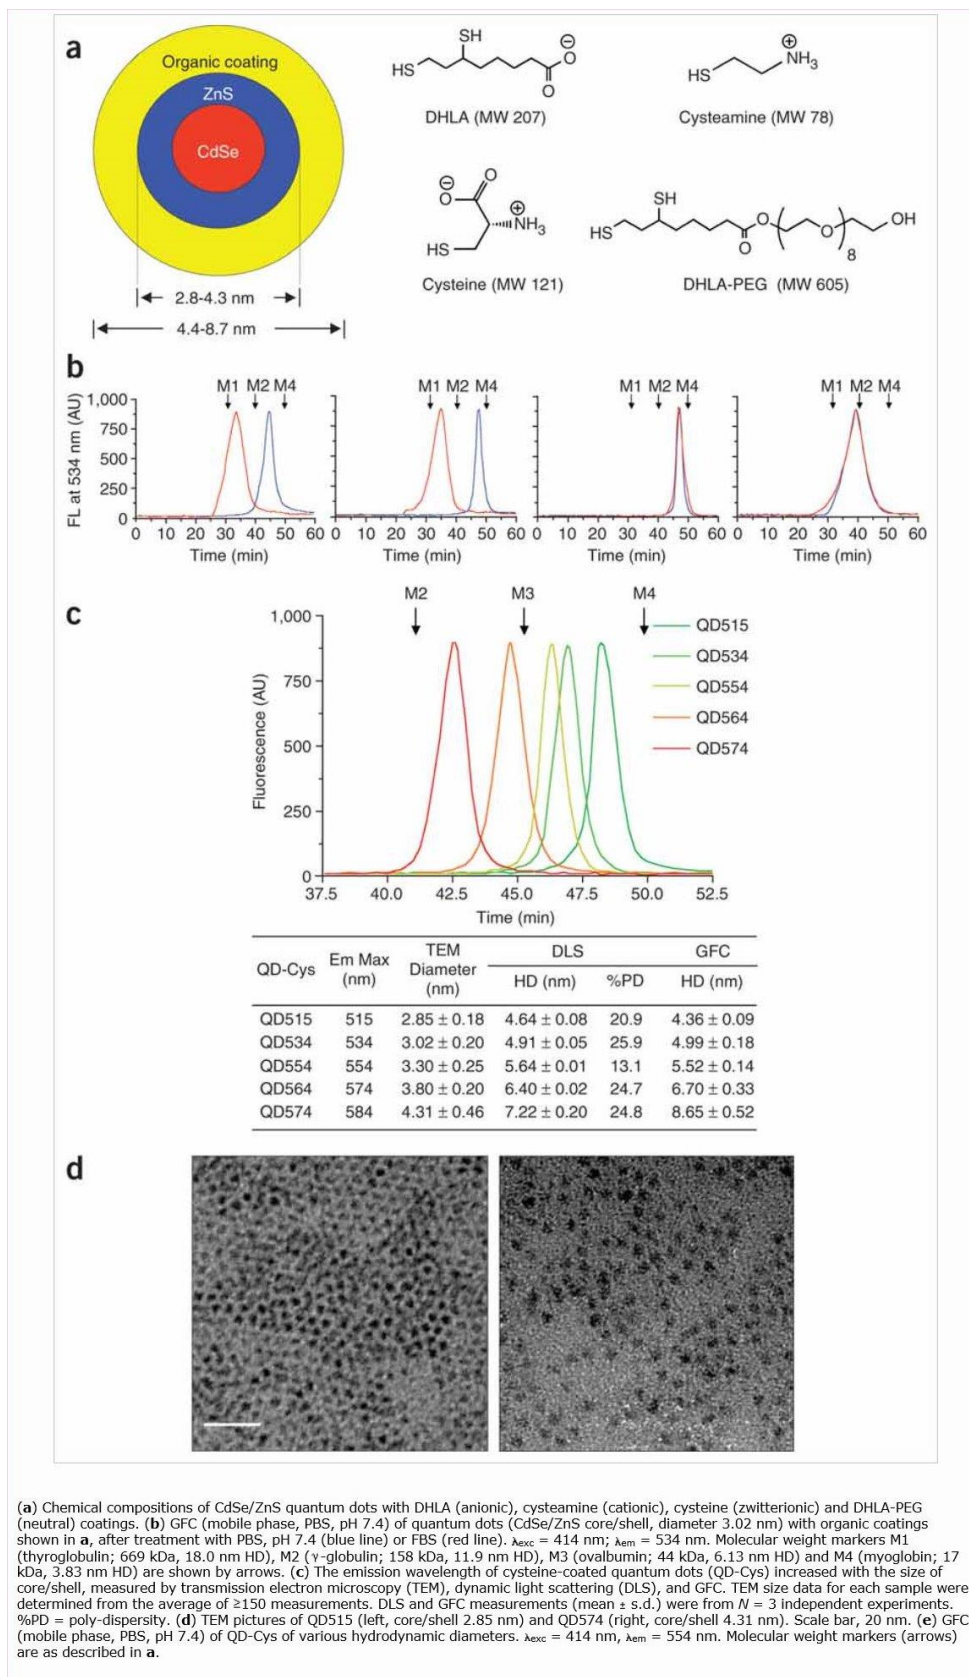 a
Organic coating
ZnS
CdSe
2.8-4.3 nm
4.4-8.7 nm
SH
HS
O
O
DHLA (MW 207)
HS
NH3
Cysteamine (MW 78)
O
O
NH3
HS
Cysteine (MW 121)
SH
HS
O
O
O
OH
8
DHLA-PEG (MW 605)
b
M1 M2 M4
M1 M2 M4
M1 M2 M4
M1 M2 M4
FL at 534 nm (AU)
1,000
750
500
250
0
0 10 20 30 40 50 60
0 10 20 30 40 50 60
0 10 20 30 40 50 60
0 10 20 30 40 50 60
Time (min)
Time (min)
Time (min)
Time (min)
c
M2 M3 M4
Fluorescence (AU)
1,000
750
500
250
0
37.5 40.0 42.5 45.0 47.5 50.0 52.5
Time (min)
QD515
QD534
QD554
QD564
QD574
QD-Cys Em Max (nm) TEM Diameter (nm) DLS GFC
HD (nm) %PD HD (nm)
QD515 515 2.85 ± 0.18 4.64 ± 0.08 20.9 4.36 ± 0.09
QD534 534 3.02 ± 0.20 4.91 ± 0.05 25.9 4.99 ± 0.18
QD554 554 3.30 ± 0.25 5.64 ± 0.01 13.1 5.52 ± 0.14
QD564 574 3.80 ± 0.20 6.40 ± 0.02 24.7 6.70 ± 0.33
QD574 584 4.31 ± 0.46 7.22 ± 0.20 24.8 8.65 ± 0.52
d
(a) Chemical compositions of CdSe/ZnS quantum dots with DHLA (anionic), cysteamine (cationic), cysteine (zwitterionic) and DHLA-PEG
(neutral) coatings. (b) GFC (mobile phase, PBS, pH 7.4) of quantum dots (CdSe/ZnS core/shell, diameter 3.02 nm) with organic coatings
shown in a, after treatment with PBS, pH 7.4 (blue line) or FBS (red line). λexc = 414 nm; λem = 534 nm. Molecular weight markers M1
(thyroglobulin; 669 kDa, 18.0 nm HD), M2 (γ-globulin; 158 kDa, 11.9 nm HD), M3 (ovalbumin; 44 kDa, 6.13 nm HD) and M4 (myoglobin; 17
kDa, 3.83 nm HD) are shown by arrows. (c) The emission wavelength of cysteine-coated quantum dots (QD-Cys) increased with the size of
core/shell, measured by transmission electron microscopy (TEM), dynamic light scattering (DLS), and GFC. TEM size data for each sample were
determined from the average of ≥150 measurements. DLS and GFC measurements (mean ± s.d.) were from N = 3 independent experiments.
%PD = poly-dispersity. (d) TEM pictures of QD515 (left, core/shell 2.85 nm) and QD574 (right, core/shell 4.31 nm). Scale bar, 20 nm. (e) GFC
(mobile phase, PBS, pH 7.4) of QD-Cys of various hydrodynamic diameters. λexc = 414 nm, λem = 554 nm. Molecular weight markers (arrows)
are as described in a.